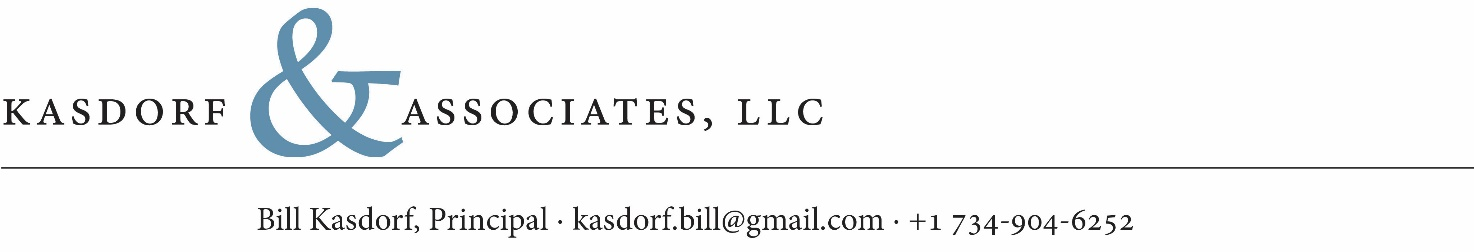 KASDORF & ASSOCIATES, LLC
Bill Kasdorf, Principal · kasdorf.bill@gmail.com · +1 734-904-6252